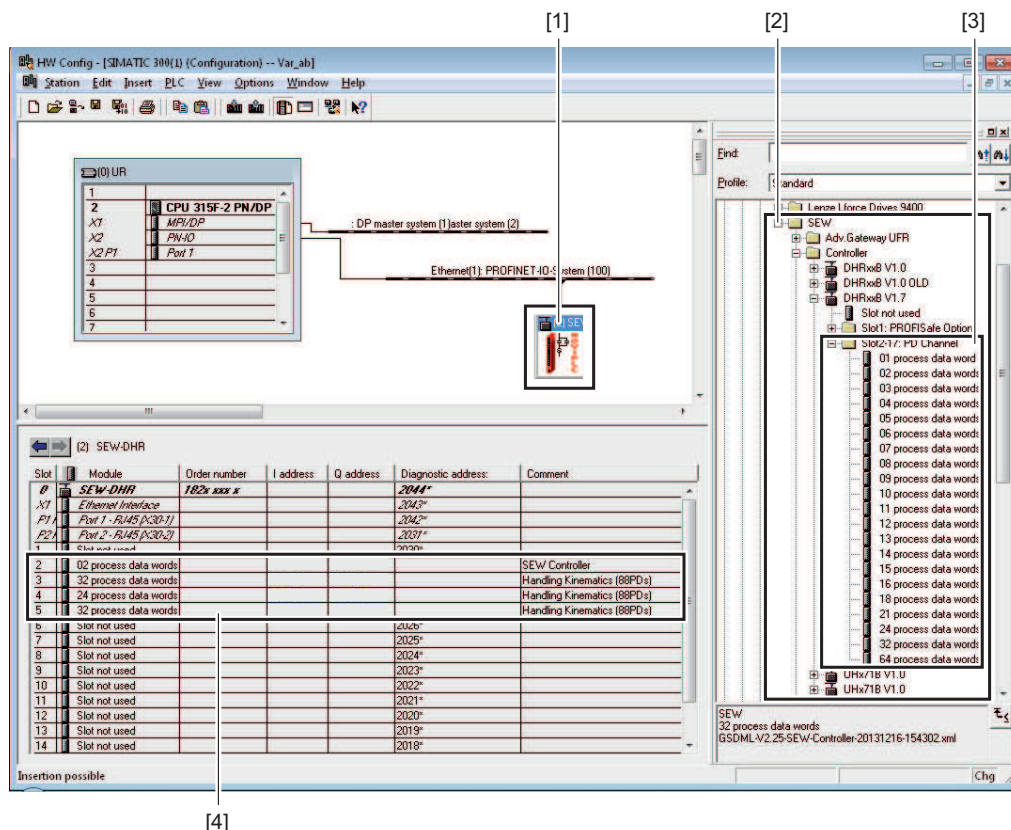 [1] [2] [3]
HW Config - [SIMATIC 300(1) (Configuration) -- Var_ab]
Station Edit Insert PLC View Options Window Help
(0) UR
1
2 CPU 315F-2 PN/DP
X1 MPI/DP
X2 PN-IO
X2 P1 Port 1
3
4
5
6
7
: DP master system (1)aster system (2)
Ethernet(1): PROFINET-IO-System (100)
SEW
Find:
Profile: Standard
Lenze Lforce Drives 9400
SEW
Adv.Gateway UFR
Controller
DHRxxB V1.0
DHRxxB V1.0 OLD
DHRxxB V1.7
Slot not used
Slot1: PROFISafe Option
Slot2-17: PD Channel
01 process data word
02 process data words
03 process data words
04 process data words
05 process data words
06 process data words
07 process data words
08 process data words
09 process data words
10 process data words
11 process data words
12 process data words
13 process data words
14 process data words
15 process data words
16 process data words
18 process data words
21 process data words
24 process data words
32 process data words
64 process data words
UHx71B V1.0
UHx71B V1.0
SEW
32 process data words
GSDML-V2.25-SEW-Controller-20131216-154302.xml
(2) SEW-DHR
Slot Module Order number I address Q address Diagnostic address: Comment
0 SEW-DHR 182x xxx x 2044*
X1 Ethernet Interface 2043*
P1 Port 1 - RJ45 (X30-1) 2042*
P2 Port 2 - RJ45 (X30-2) 2031*
1 Slot not used 2030*
2 02 process data words SEW Controller
3 32 process data words Handling Kinematics (88PDs)
4 24 process data words Handling Kinematics (88PDs)
5 32 process data words Handling Kinematics (88PDs)
6 Slot not used 2026*
7 Slot not used 2025*
8 Slot not used 2024*
9 Slot not used 2023*
10 Slot not used 2022*
11 Slot not used 2021*
12 Slot not used 2020*
13 Slot not used 2019*
14 Slot not used 2018*
Insertion possible Chg
[4]